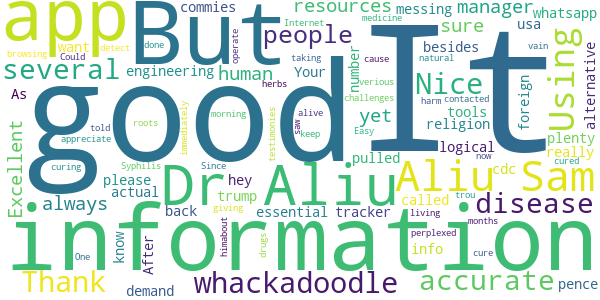 app But commies resources messing manager whatsapp
Internet people sure want medicine usa
browsing detect Could done operate taking besides
several engineering human Your number cause yet Nice Using alternative
As herbs alive tools natural foreign
good It
told morning testimonies verious challenges vain
roots immediately saw keep harm contacted religion plenty
appreciate Easy logical really
Excellent Syphilis hey pulled cdc now cured
curing please Since Dr Aliu Aliu Sam
actual trump called living trou
always back essential tracker disease
know After One giving drugs himabout info perplexed months cure
information
Thank demand whackadoodle accurate pence